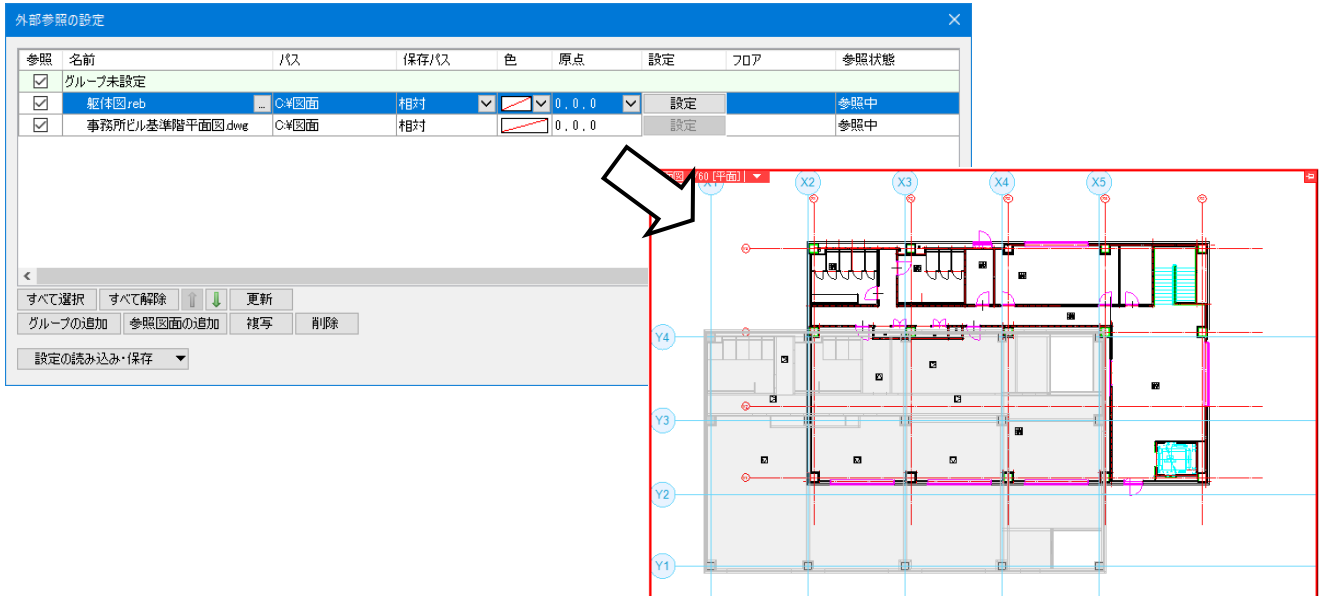 外部参照の設定
参照 名前 パス 保存パス 色 原点 設定 フロア 参照状態
グループ未設定
躯体図.reb ... C:¥図面 相対 0, 0, 0 設定 参照中
事務所ビル基準階平面図.dwg C:¥図面 相対 0, 0, 0 設定 参照中
すべて選択 すべて解除 更新
グループの追加 参照図面の追加 複写 削除
設定の読み込み・保存
/60 [平面]
X1 X2 X3 X4 X5
Y4
Y3
Y2
Y1